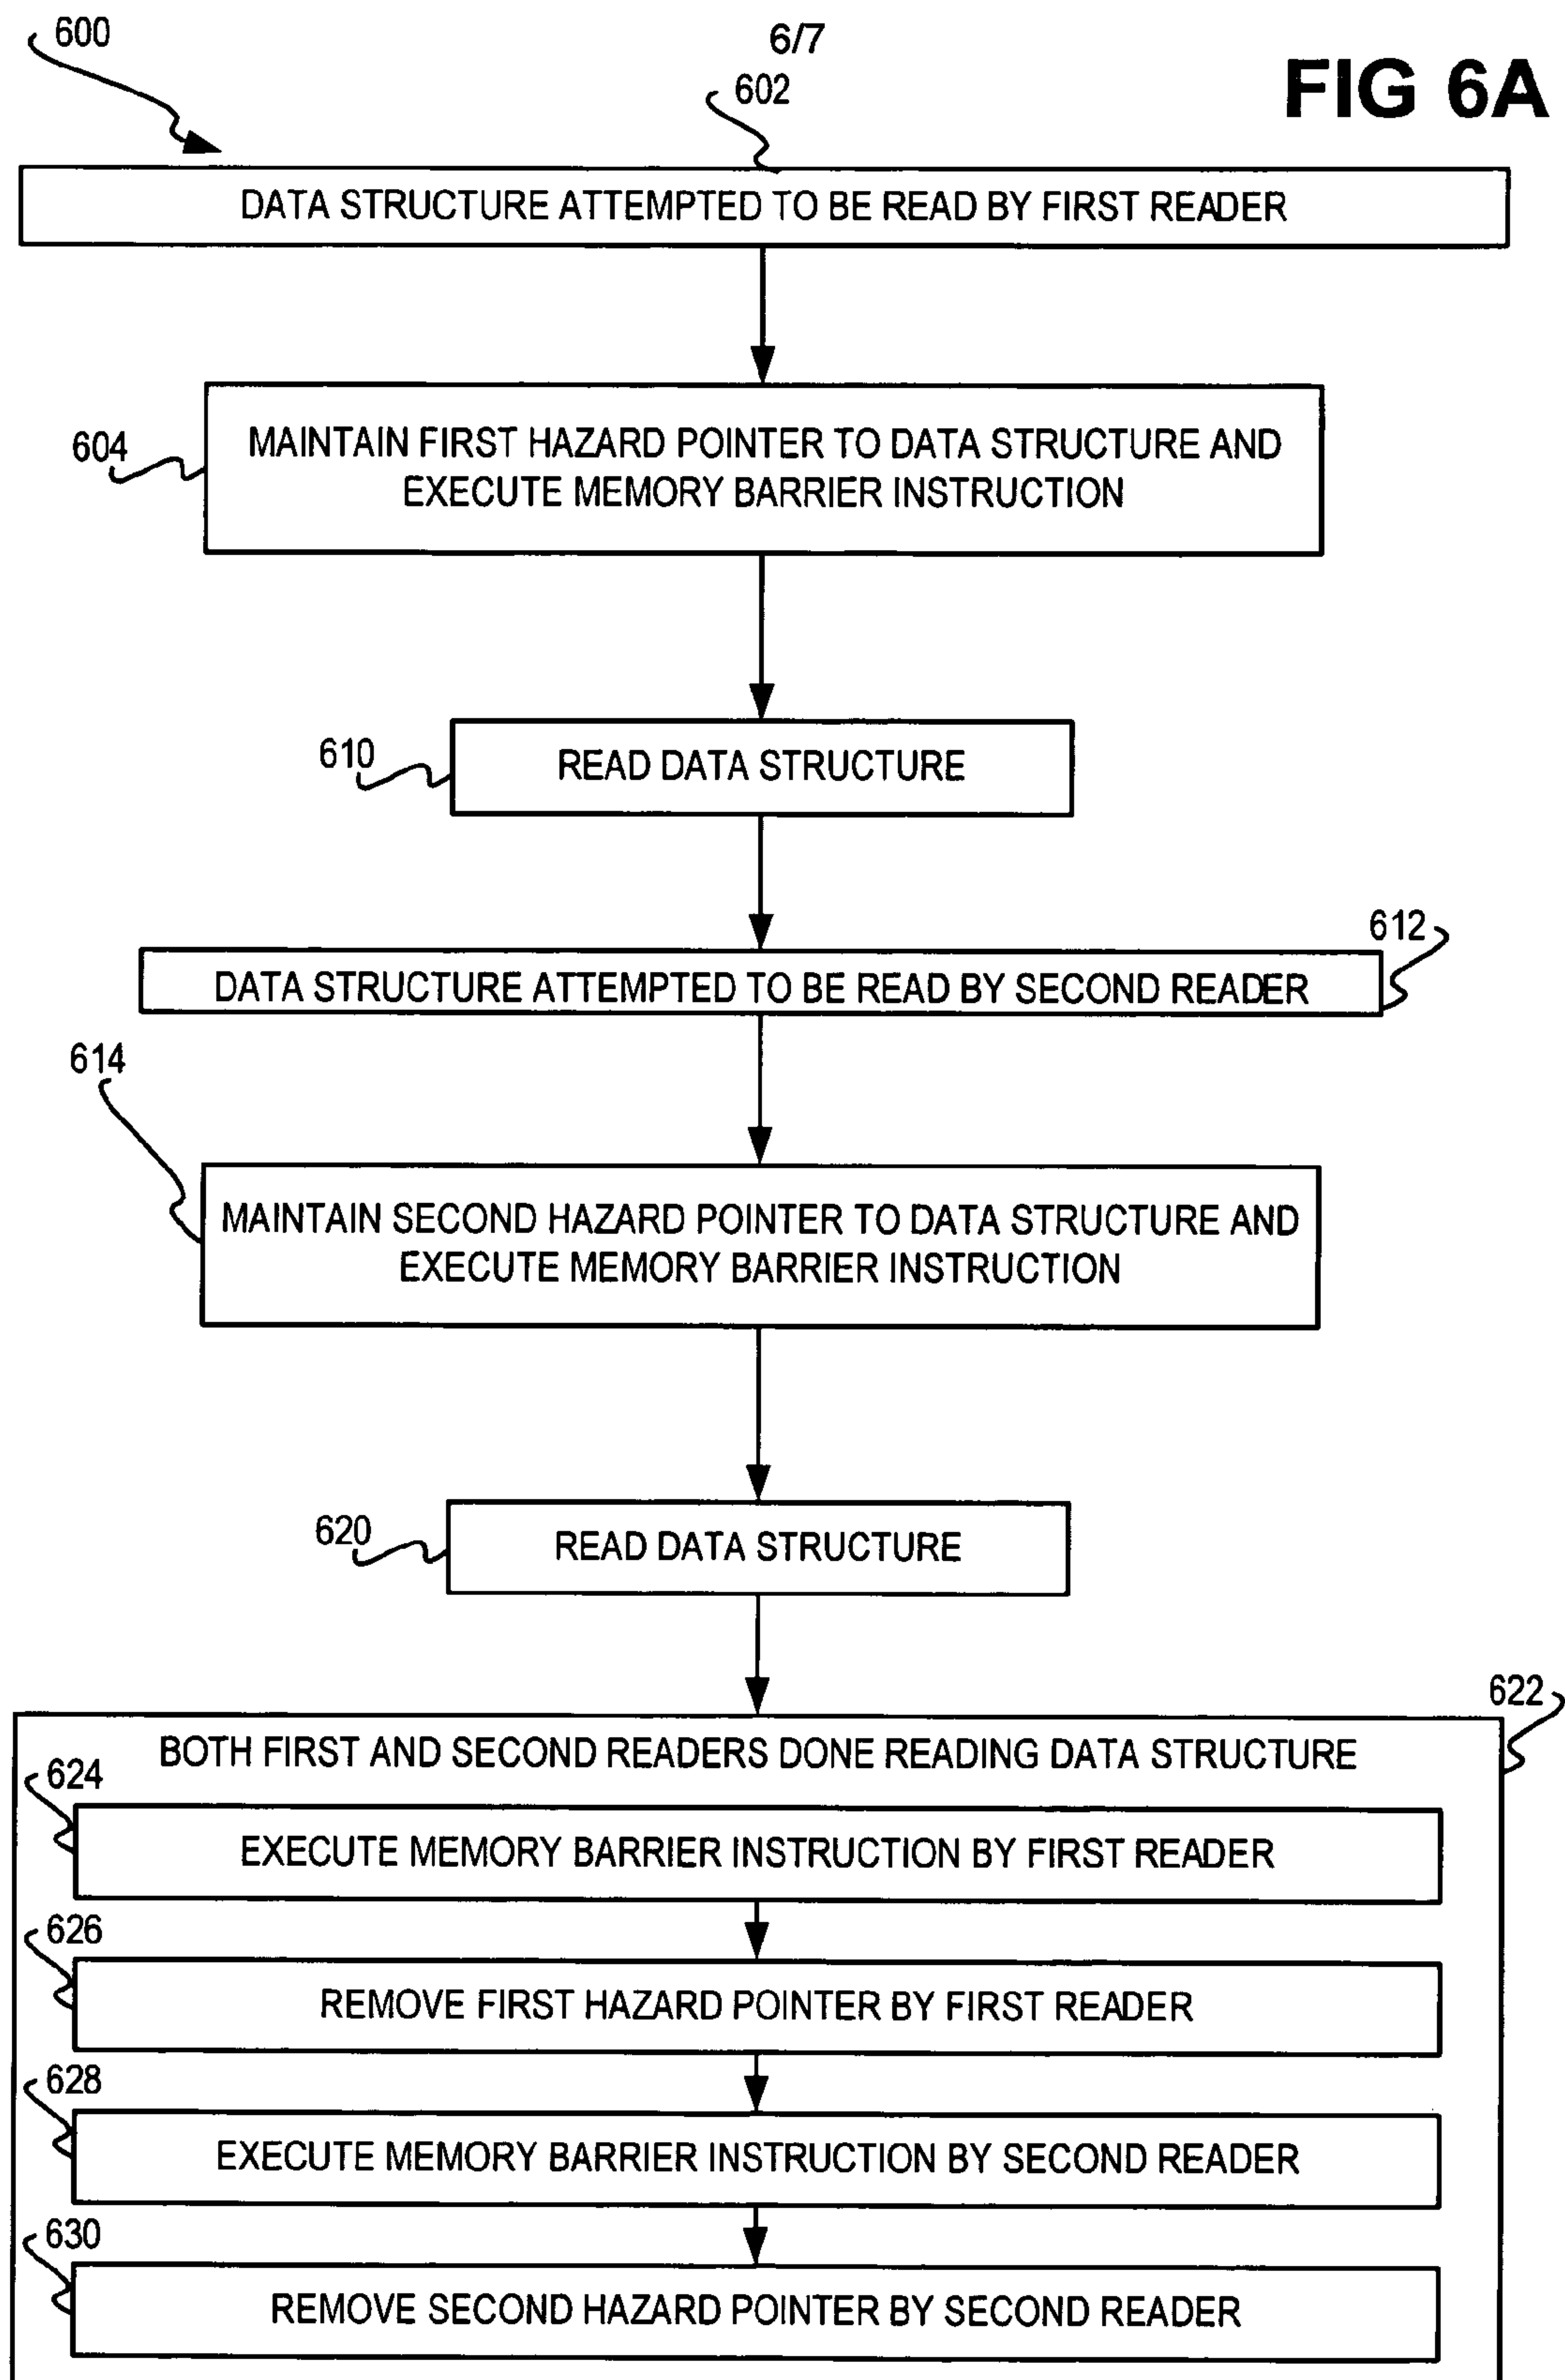 600
6/7
FIG 6A
602
DATA STRUCTURE ATTEMPTED TO BE READ BY FIRST READER
604
MAINTAIN FIRST HAZARD POINTER TO DATA STRUCTURE AND
EXECUTE MEMORY BARRIER INSTRUCTION
610
READ DATA STRUCTURE
612
DATA STRUCTURE ATTEMPTED TO BE READ BY SECOND READER
614
MAINTAIN SECOND HAZARD POINTER TO DATA STRUCTURE AND
EXECUTE MEMORY BARRIER INSTRUCTION
620
READ DATA STRUCTURE
622
BOTH FIRST AND SECOND READERS DONE READING DATA STRUCTURE
624
EXECUTE MEMORY BARRIER INSTRUCTION BY FIRST READER
626
REMOVE FIRST HAZARD POINTER BY FIRST READER
628
EXECUTE MEMORY BARRIER INSTRUCTION BY SECOND READER
630
REMOVE SECOND HAZARD POINTER BY SECOND READER